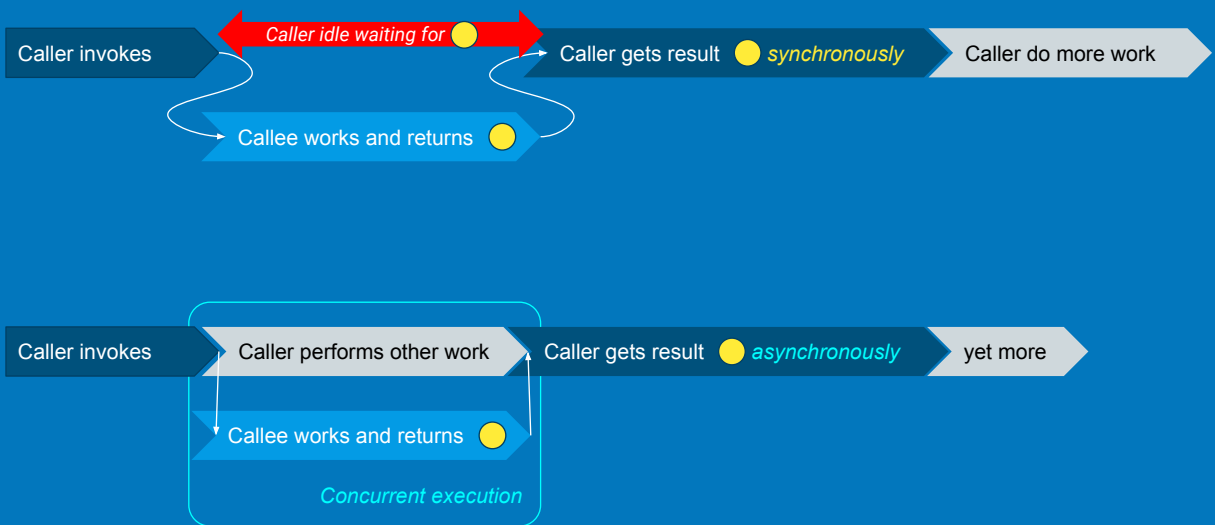 Caller idle waiting for
Caller invokes
Caller gets result synchronously
Caller do more work
Callee works and returns
Caller invokes
Caller performs other work
Caller gets result asynchronously
yet more
Callee works and returns
Concurrent execution